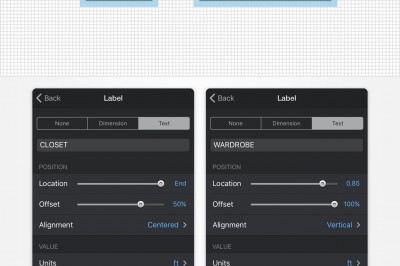 Back Label
None Dimension Text
CLOSET
POSITION
Location End
Offset 50%
Alignment Centered
VALUE
Units ft
Back Label
None Dimension Text
WARDROBE
POSITION
Location 0.85
Offset 100%
Alignment Vertical
VALUE
Units ft